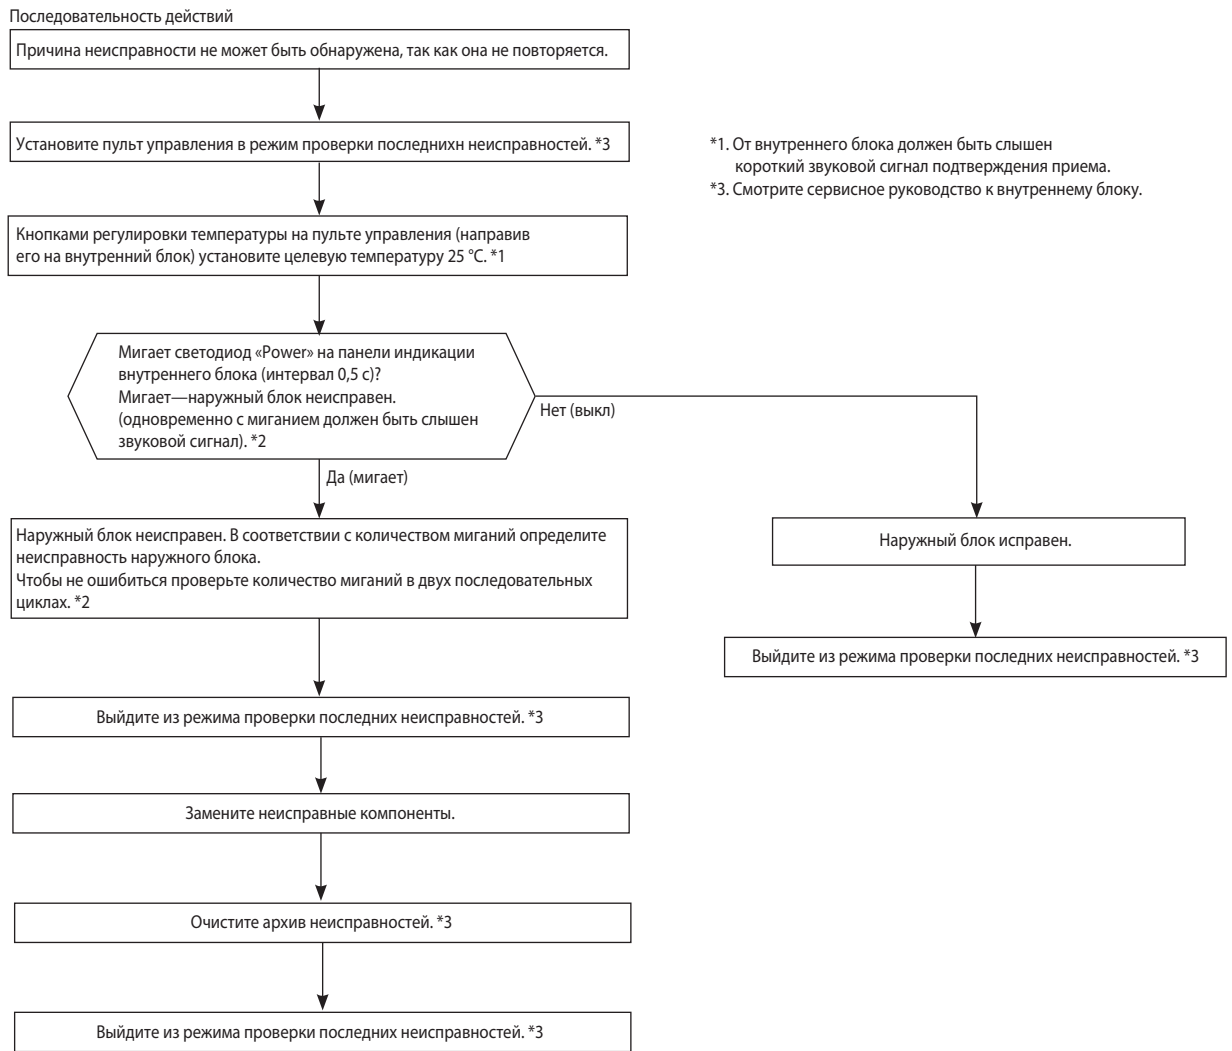 Последовательность действий
Причина неисправности не может быть обнаружена, так как она не повторяется.
Установите пульт управления в режим проверки последнихн неисправностей. *3
*1. От внутреннего блока должен быть слышен
короткий звуковой сигнал подтверждения приема.
*3. Смотрите сервисное руководство к внутреннему блоку.
Кнопками регулировки температуры на пульте управления (направив
его на внутренний блок) установите целевую температуру 25 °С. *1
Мигает светодиод «Power» на панели индикации
внутреннего блока (интервал 0,5 с)?
Мигает—наружный блок неисправен.
(одновременно с миганием должен быть слышен
звуковой сигнал). *2
Нет (выкл)
Да (мигает)
Наружный блок неисправен. В соответствии с количеством миганий определите
неисправность наружного блока.
Чтобы не ошибиться проверьте количество миганий в двух последовательных
циклах. *2
Наружный блок исправен.
Выйдите из режима проверки последних неисправностей. *3
Выйдите из режима проверки последних неисправностей. *3
Замените неисправные компоненты.
Очистите архив неисправностей. *3
Выйдите из режима проверки последних неисправностей. *3